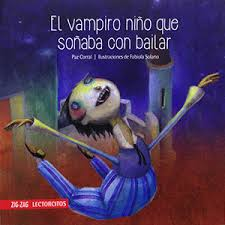 El vampiro niño que
soñaba con bailar
Paz Corral | Ilustraciones de Fabiola Solano
ZIG-ZAG LECTORCITOS